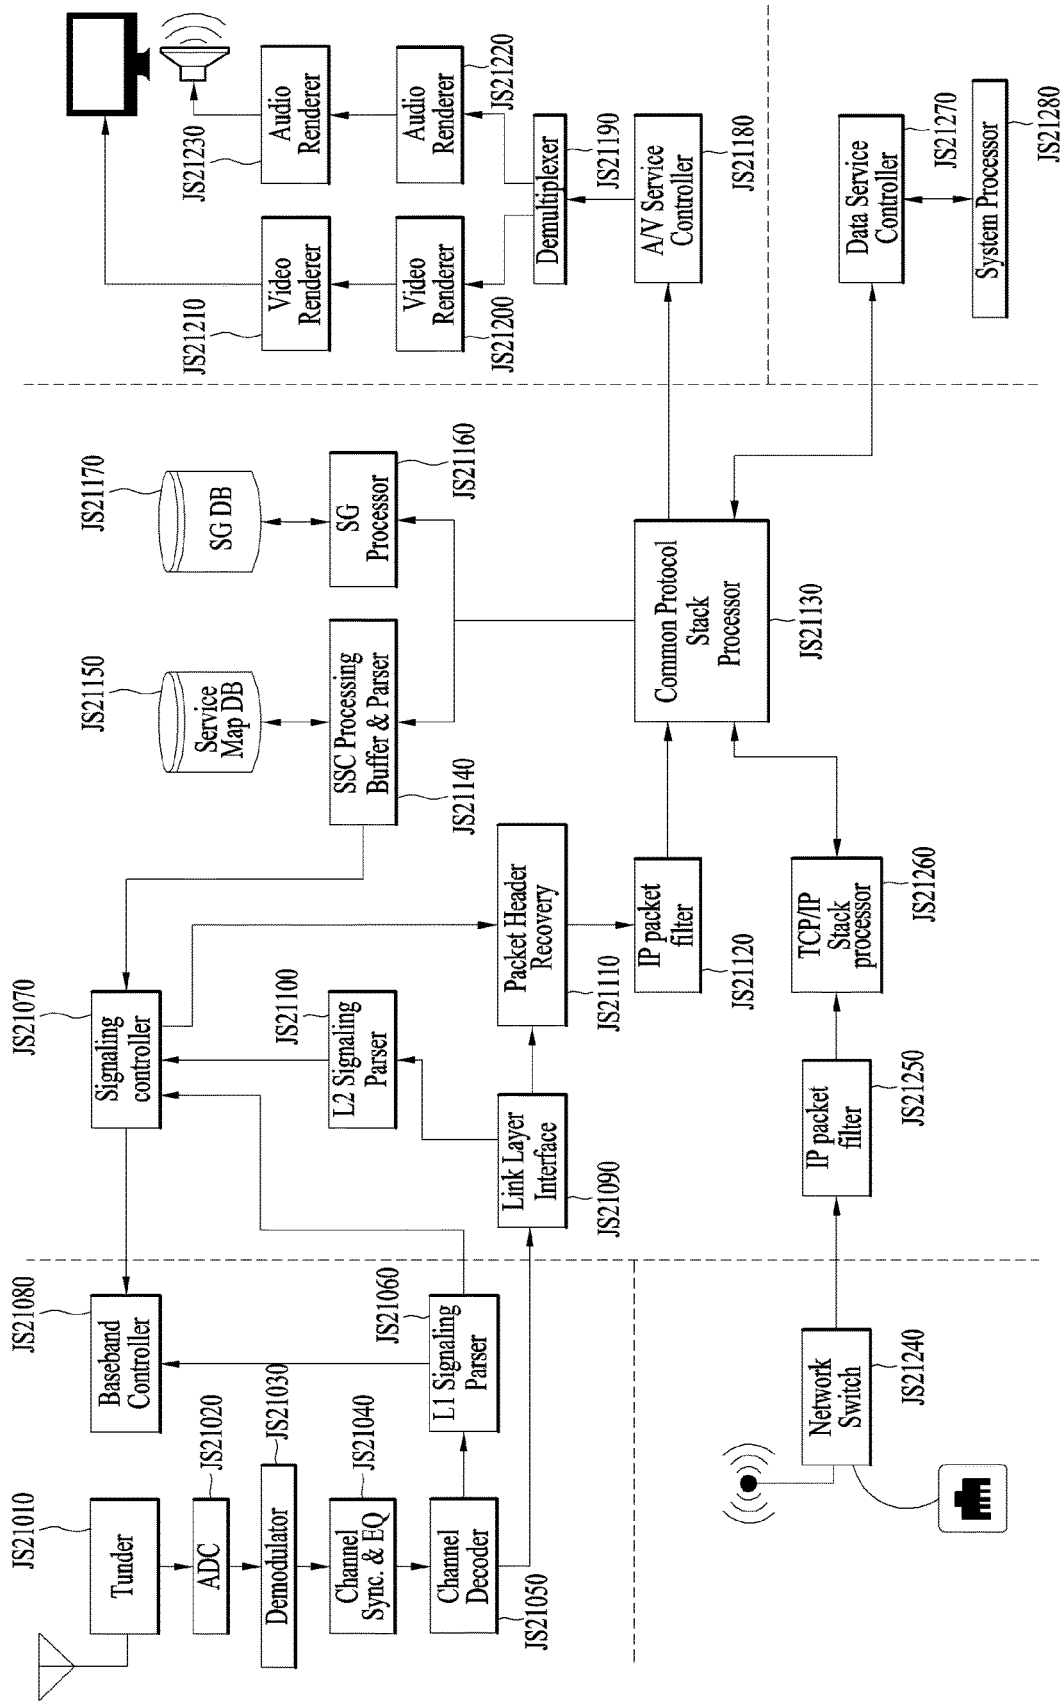 JS21010
Tunder
JS21020
ADC
JS21030
Demodulator
JS21040
Channel
Sync. & EQ
Channel
Decoder
JS21050
JS21080
Baseband
Controller
JS21060
L1 Signaling
Parser
JS21070
Signaling
controller
JS21100
L2 Signaling
Parser
Link Layer
Interface
JS21090
Packet Header
Recovery
JS21110
IP packet
filter
JS21120
JS21150
Service
Map DB
SSC Processing
Buffer & Parser
JS21140
JS21170
SG DB
SG
Processor
JS21160
Common Protocol
Stack
Processor
JS21130
Network
Switch
JS21240
IP packet
filter
JS21250
TCP/IP
Stack
processor
JS21260
JS21210
Video
Renderer
JS21230
Audio
Renderer
Video
Renderer
JS21200
Audio
Renderer
JS21220
Demultiplexer
JS21190
A/V Service
Controller
JS21180
Data Service
Controller
JS21270
System Processor
JS21280